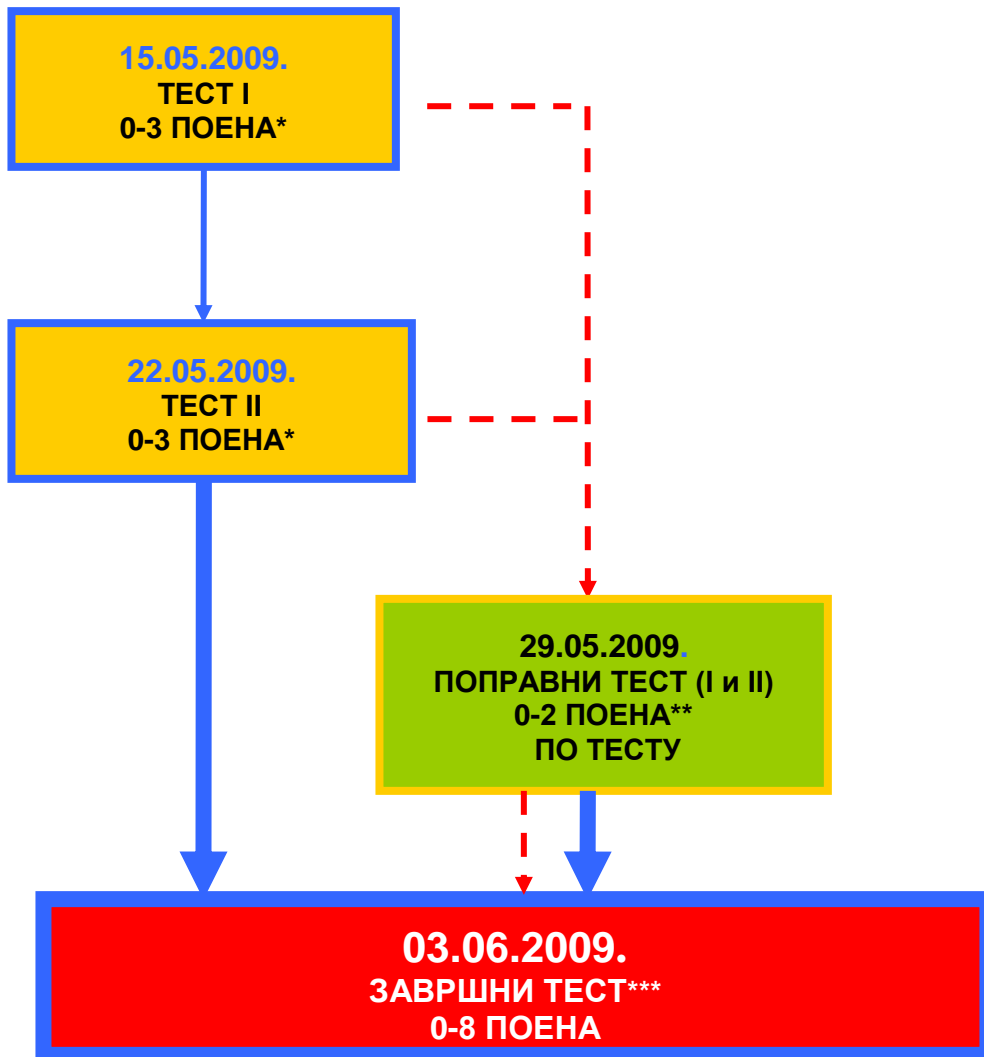 15.05.2009.
ТЕСТ I
0-3 ПОЕНА*
22.05.2009.
ТЕСТ II
0-3 ПОЕНА*
29.05.2009.
ПОПРАВНИ ТЕСТ (I и II)
0-2 ПОЕНА**
ПО ТЕСТУ
03.06.2009.
ЗАВРШНИ ТЕСТ***
0-8 ПОЕНА